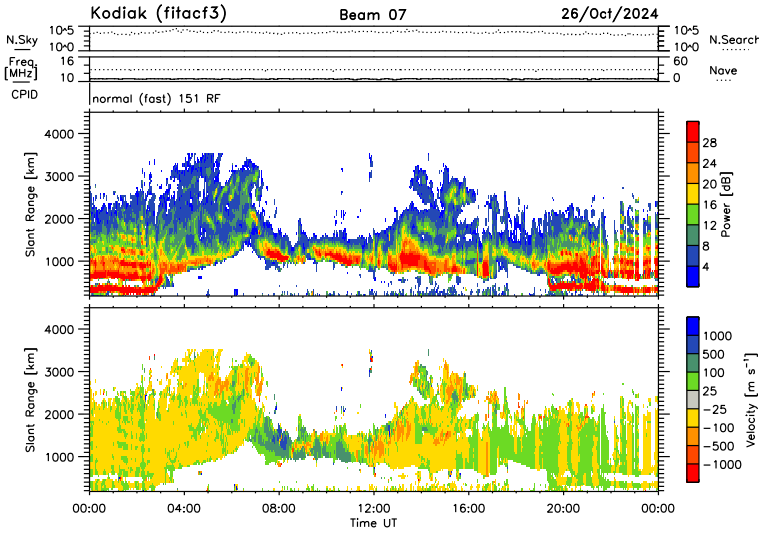 Kodiak (fitacf3) Beam 07 26/Oct/2024
N.Sky 10^5 10^0 10^5 10^0 N.Search
Freq. [MHz] 16 10 60 0 Nave
CPID normal (fast) 151 RF
Slant Range [km] 4000 3000 2000 1000
Power [dB] 28 24 20 16 12 8 4
Slant Range [km] 4000 3000 2000 1000
Velocity [m s^-1] 1000 500 100 25 -25 -100 -500 -1000
00:00 04:00 08:00 12:00 16:00 20:00 00:00
Time UT